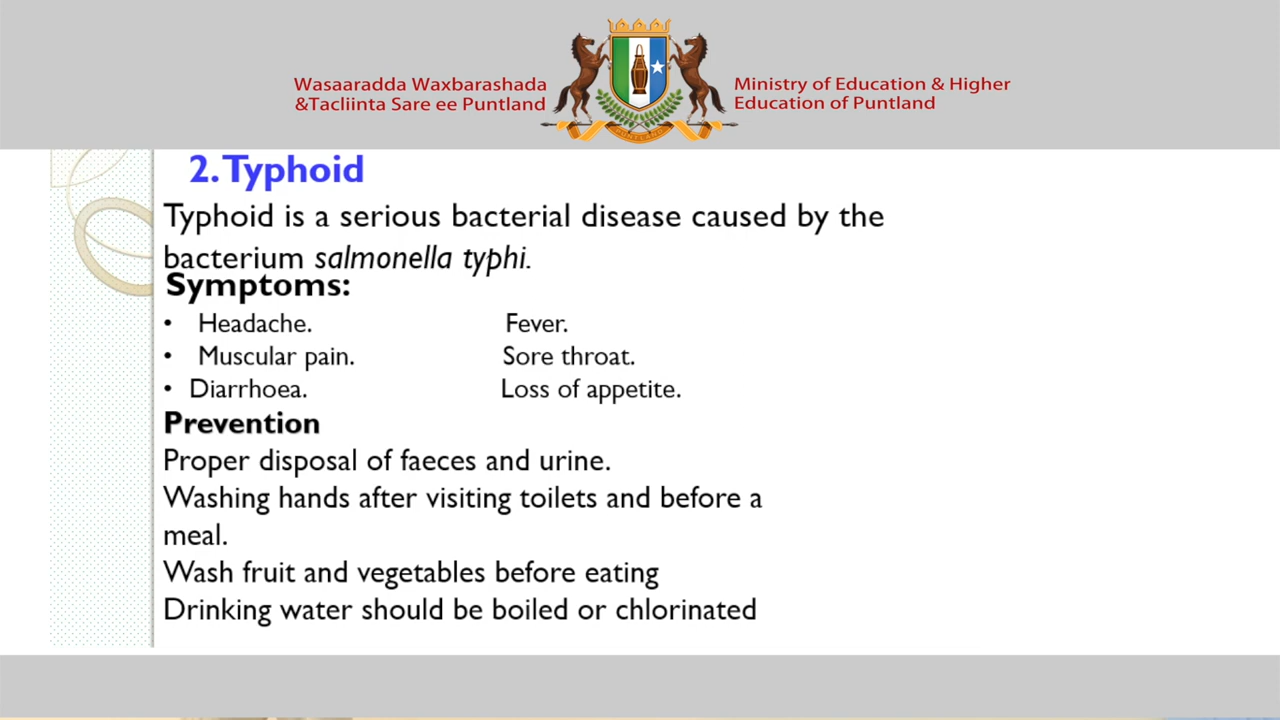 Wasaaradda Waxbarashada
&Tacliinta Sare ee Puntland
Ministry of Education & Higher
Education of Puntland
2. Typhoid
Typhoid is a serious bacterial disease caused by the
bacterium salmonella typhi.
Symptoms:
• Headache. Fever.
• Muscular pain. Sore throat.
• Diarrhoea. Loss of appetite.
Prevention
Proper disposal of faeces and urine.
Washing hands after visiting toilets and before a
meal.
Wash fruit and vegetables before eating
Drinking water should be boiled or chlorinated